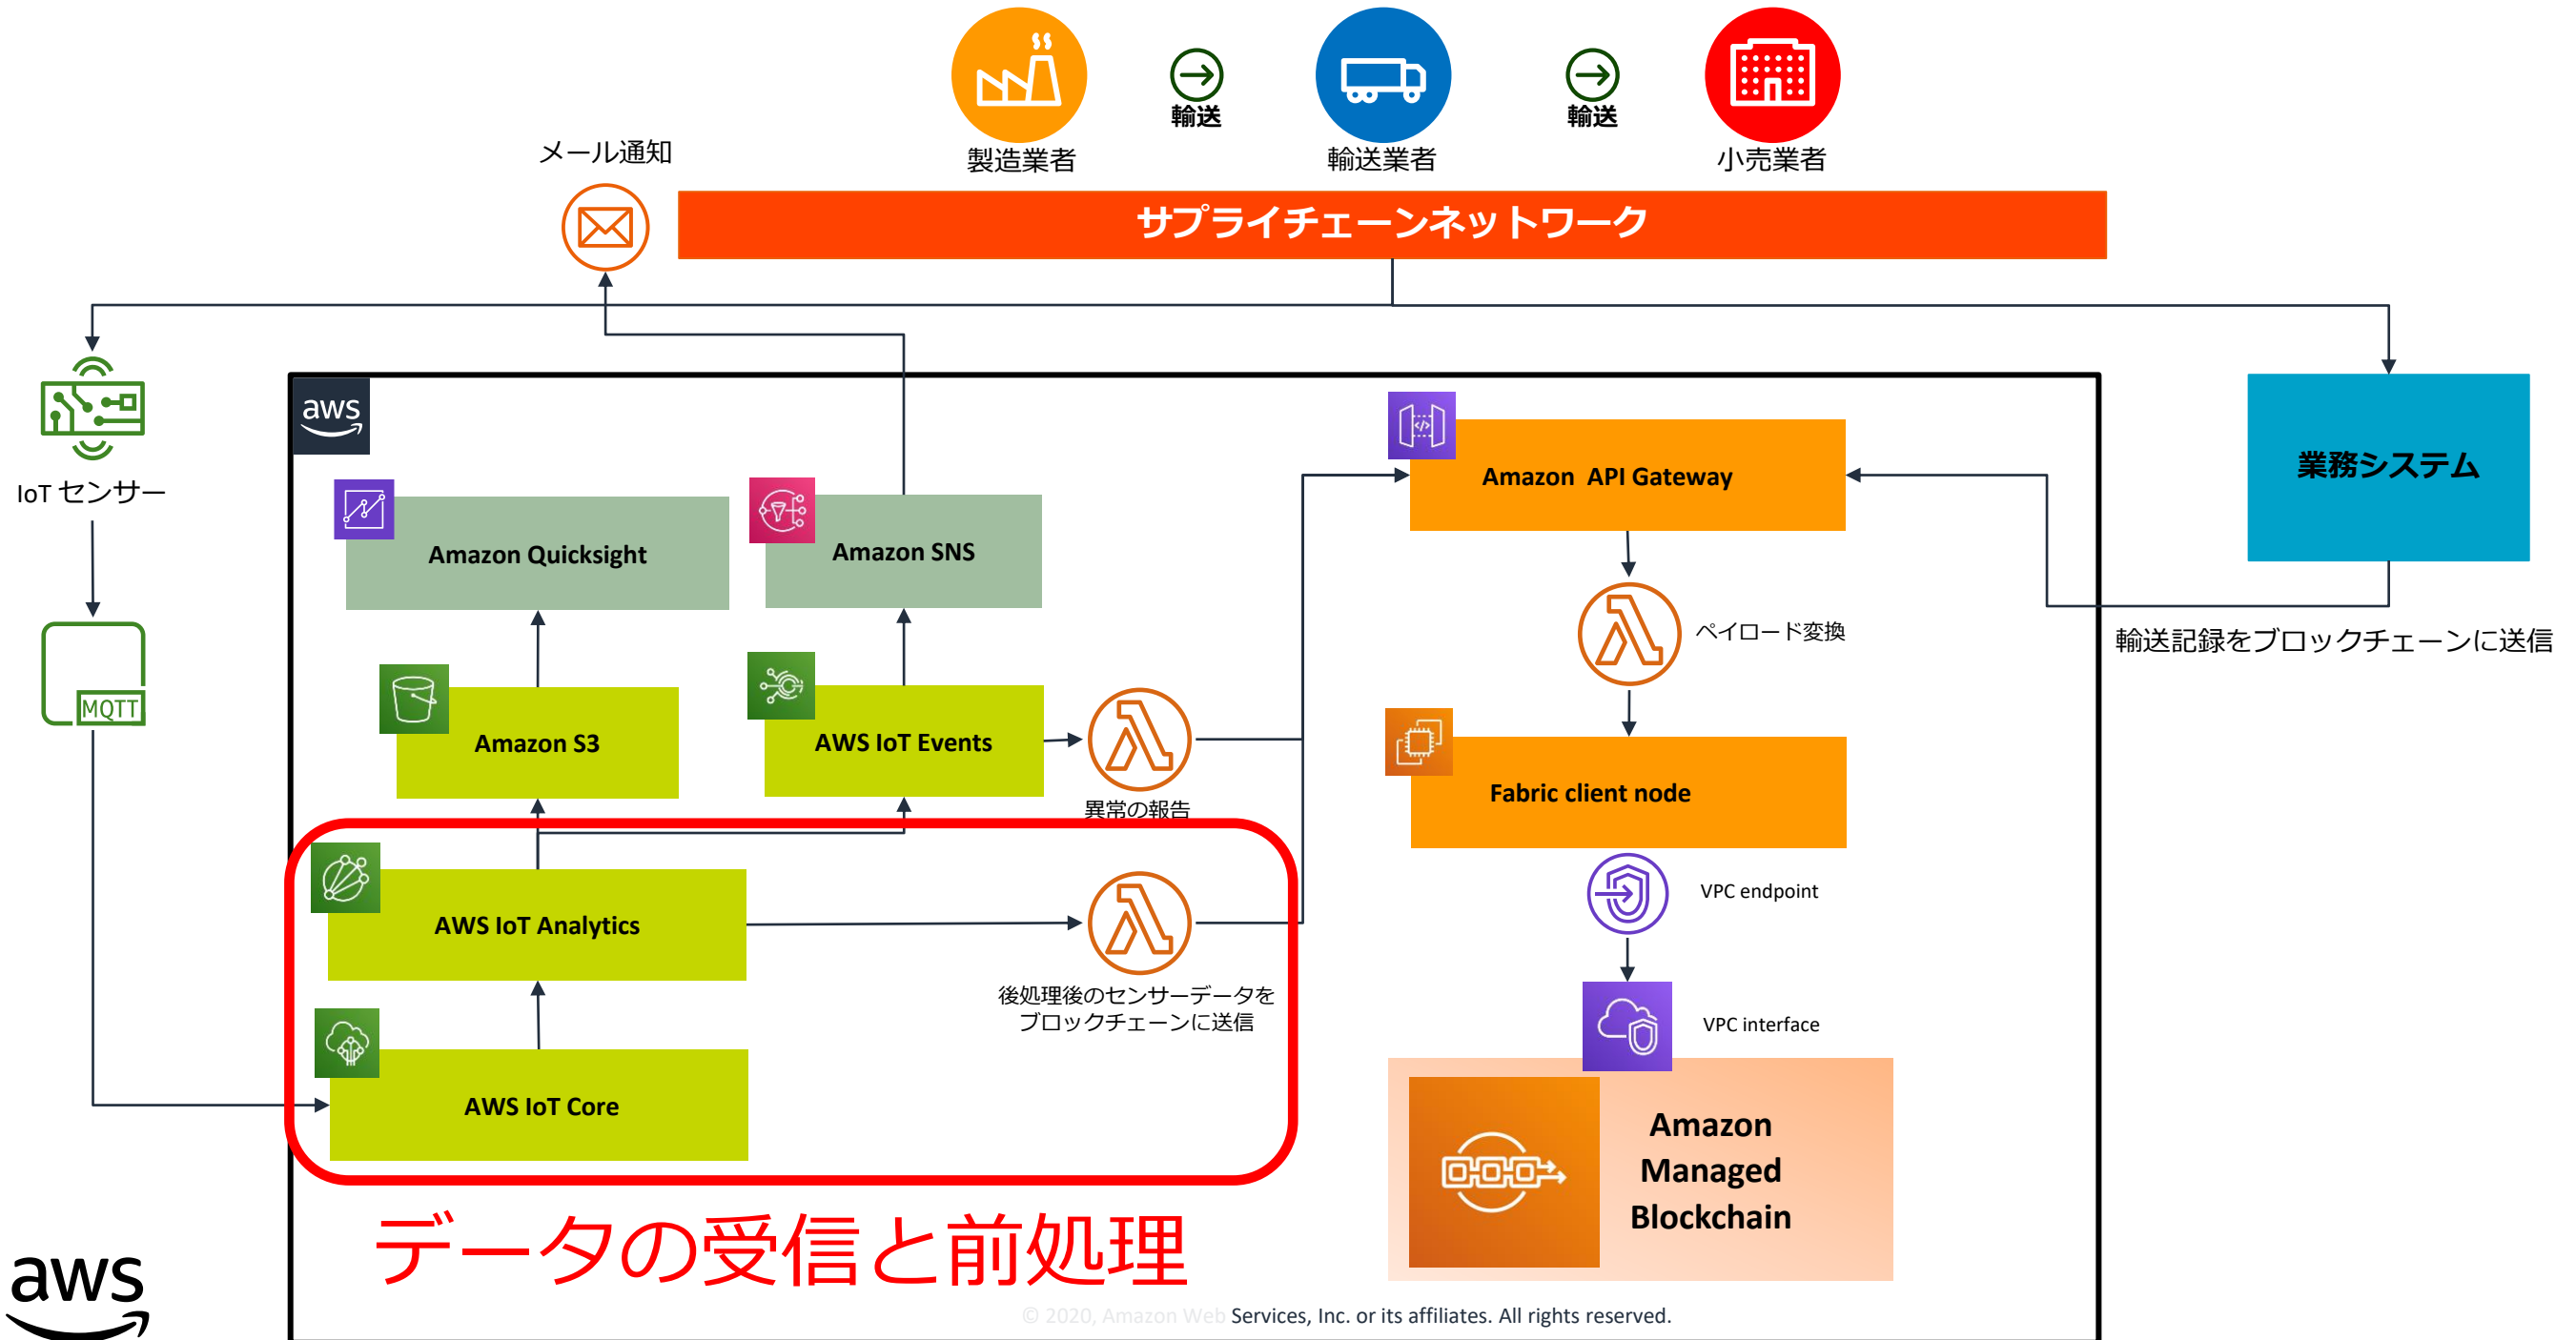 輸送
輸送
製造業者
輸送業者
小売業者
メール通知
サプライチェーンネットワーク
aws
IoT センサー
MQTT
Amazon Quicksight
Amazon SNS
Amazon  API Gateway
業務システム
ペイロード変換
輸送記録をブロックチェーンに送信
Amazon S3
AWS IoT Events
異常の報告
Fabric client node
VPC endpoint
AWS IoT Analytics
後処理後のセンサーデータを
ブロックチェーンに送信
VPC interface
AWS IoT Core
Amazon
Managed
Blockchain
データの受信と前処理
aws
© 2020, Amazon Web Services, Inc. or its affiliates. All rights reserved.